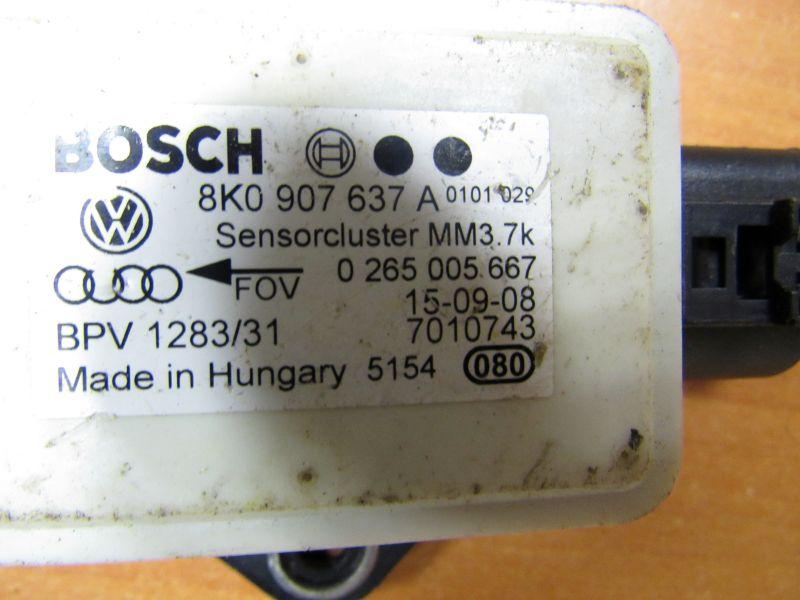 BOSCH
8K0 907 637 A 0101 029
Sensorcluster MM3.7k
FOV
0 265 005 667
15-09-08
BPV 1283/31
7010743
Made in Hungary 5154 080